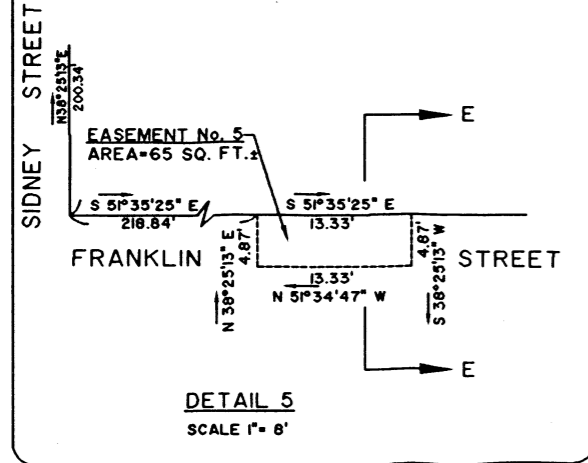 SIDNEY STREET
N38°25'13"E
200.34'
E
EASEMENT No. 5
AREA=65 SQ. FT.±
S 51°35'25" E
218.84'
S 51°35'25" E
13.33'
FRANKLIN STREET
N 38°25'13" E
4.87'
4.87'
S 38°25'13" W
13.33'
N 51°34'47" W
E
DETAIL 5
SCALE 1"= 8'